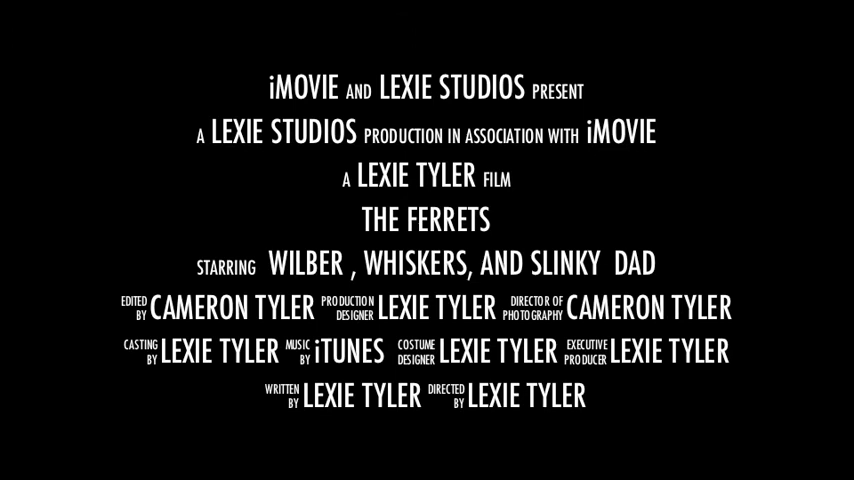 iMOVIE AND LEXIE STUDIOS PRESENT
A LEXIE STUDIOS PRODUCTION IN ASSOCIATION WITH iMOVIE
A LEXIE TYLER FILM
THE FERRETS
STARRING WILBER , WHISKERS, AND SLINKY DAD
EDITED BY CAMERON TYLER PRODUCTION DESIGNER LEXIE TYLER DIRECTOR OF PHOTOGRAPHY CAMERON TYLER
CASTING BY LEXIE TYLER MUSIC BY iTUNES COSTUME DESIGNER LEXIE TYLER EXECUTIVE PRODUCER LEXIE TYLER
WRITTEN BY LEXIE TYLER DIRECTED BY LEXIE TYLER